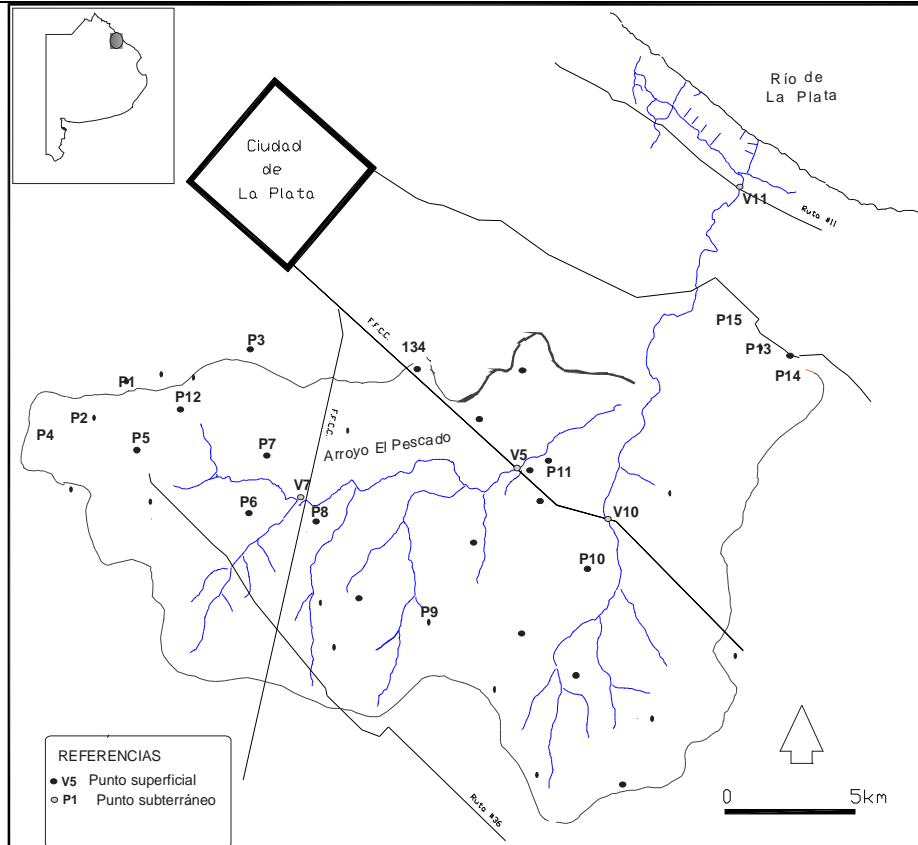 Río de
La Plata
Ciudad
de
La Plata
V11
Ruta #11
F.F.C.C.
P15
P3
134
P13
P14
P1
P12
P2
P4
F.F.C.C.
P5
P7
Arroyo El Pescado
V5
P11
V7
P6
P8
V10
P10
P9
REFERENCIAS
V5 Punto superficial
P1 Punto subterráneo
Ruta #36
0 5km